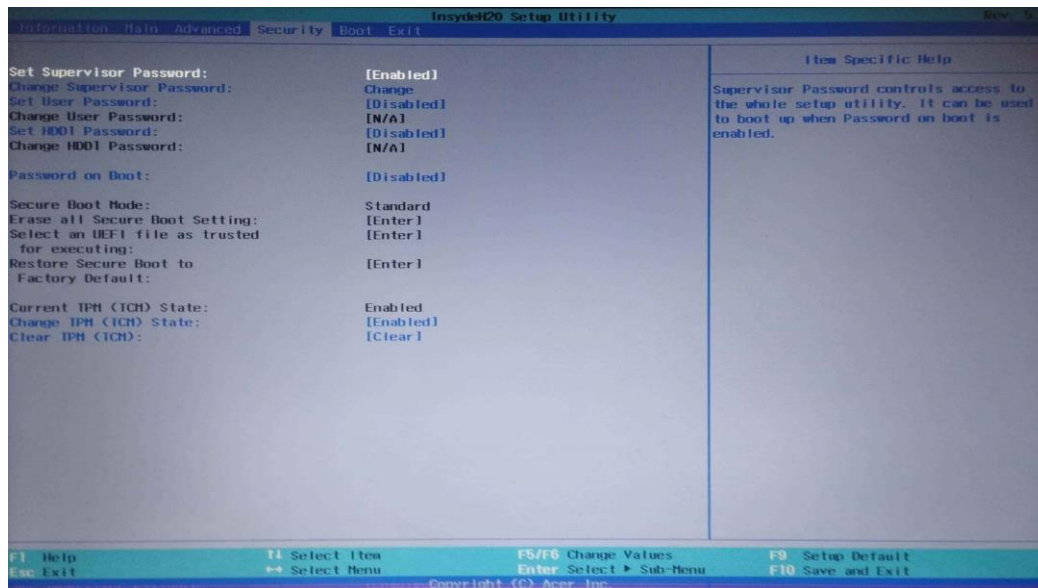 InsydeH20 Setup Utility
Rev. 5.
Information Main Advanced Security Boot Exit
Set Supervisor Password: [Enabled]
Change Supervisor Password: Change
Set User Password: [Disabled]
Change User Password: [N/A]
Set HDD1 Password: [Disabled]
Change HDD1 Password: [N/A]
Password on Boot: [Disabled]
Secure Boot Mode: Standard
Erase all Secure Boot Setting: [Enter]
Select an UEFI file as trusted [Enter]
for executing:
Restore Secure Boot to [Enter]
Factory Default:
Current TPM (TCM) State: Enabled
Change TPM (TCM) State: [Enabled]
Clear TPM (TCM): [Clear]
Item Specific Help
Supervisor Password controls access to
the whole setup utility. It can be used
to boot up when Password on boot is
enabled.
F1 Help ↑↓ Select Item F5/F6 Change Values F9 Setup Default
Esc Exit ↔ Select Menu Enter Select ▶ Sub-Menu F10 Save and Exit
Copyright (C) Acer Inc.